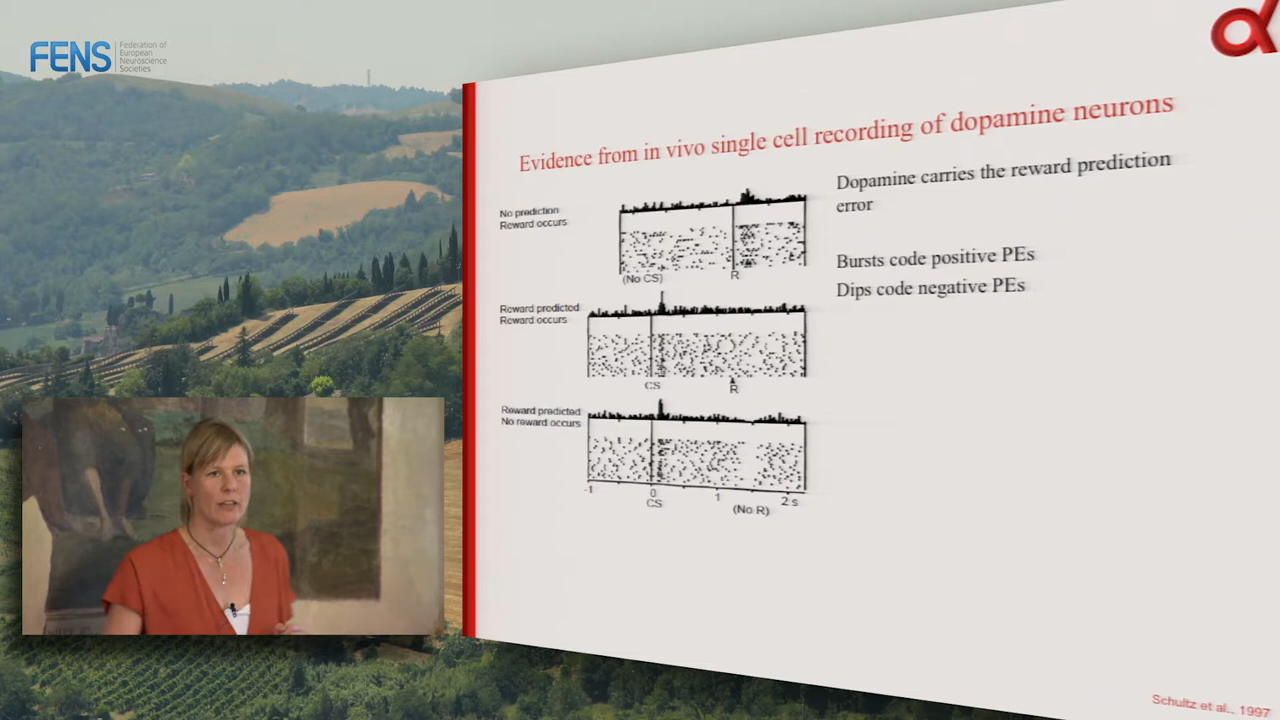 FENS
Federation of
European
Neuroscience
Societies
Evidence from in vivo single cell recording of dopamine neurons
Dopamine carries the reward prediction
error
Bursts code positive PEs
Dips code negative PEs
No prediction
Reward occurs
(No CS)
R
Reward predicted
Reward occurs
CS
R
Reward predicted
No reward occurs
-1
0
1
2 s
CS
(No R)
Schultz et al., 1997